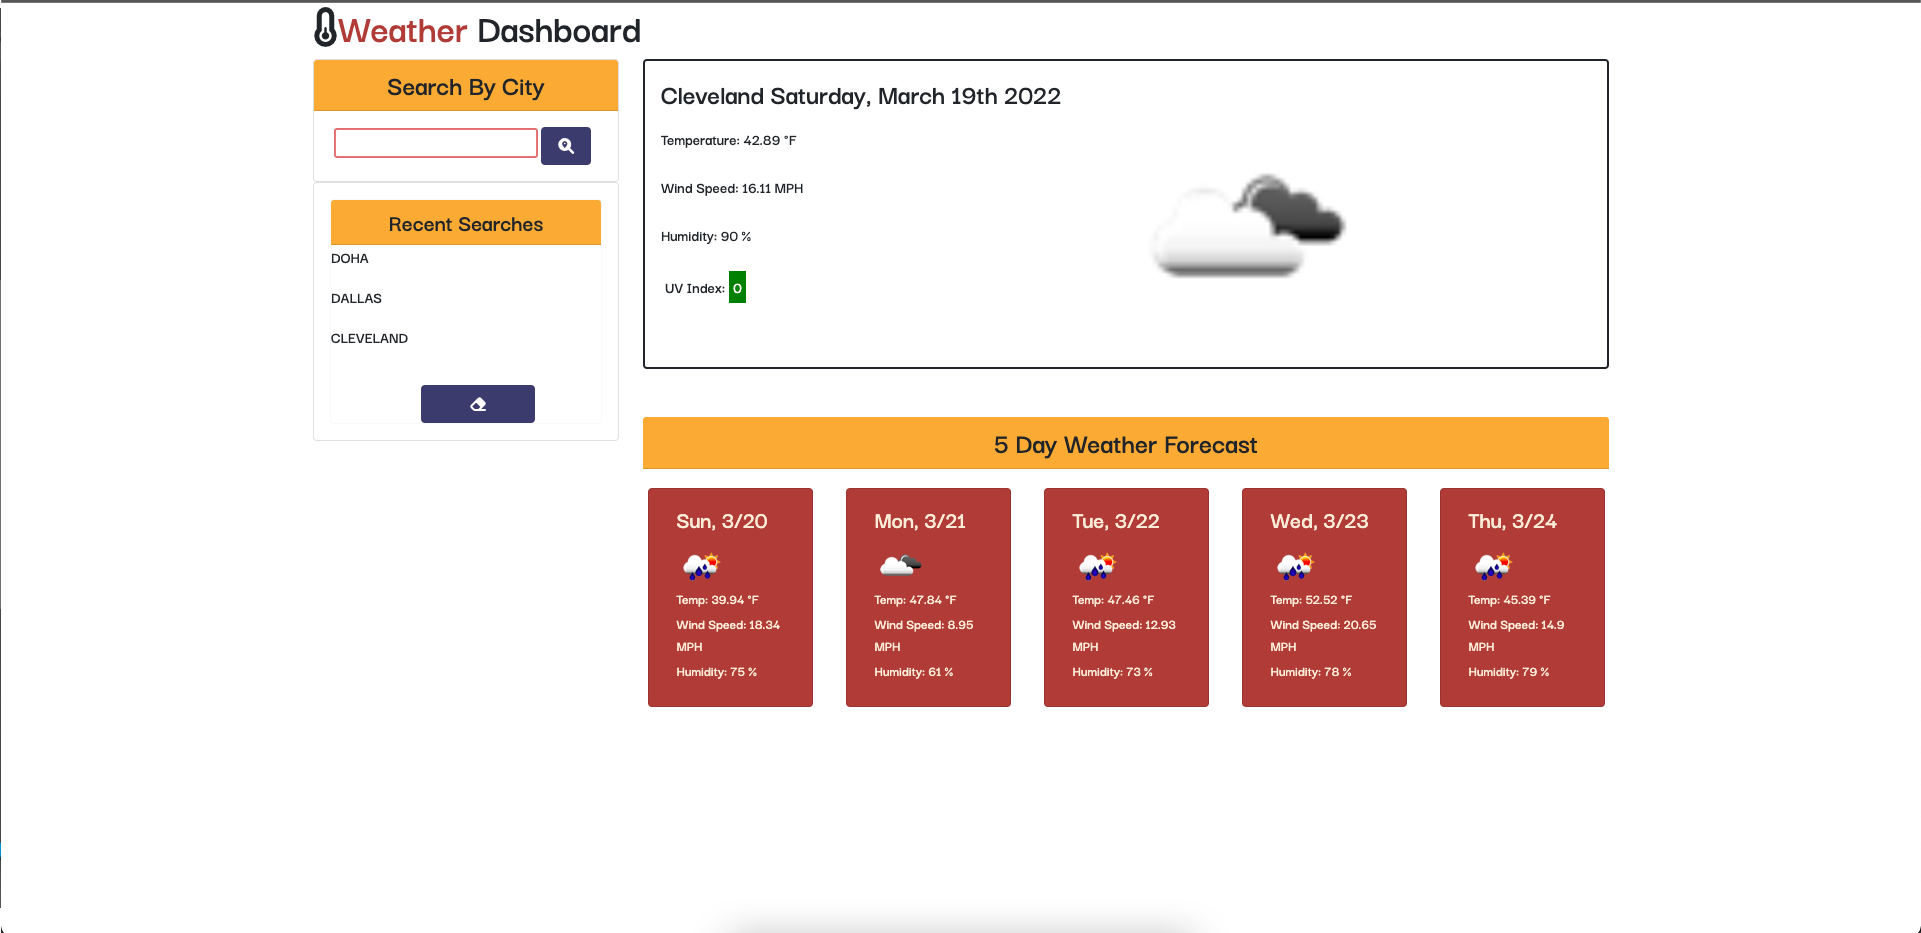 Weather Dashboard
Search By City
Recent Searches
DOHA
DALLAS
CLEVELAND
Cleveland Saturday, March 19th 2022
Temperature: 42.89 °F
Wind Speed: 16.11 MPH
Humidity: 90 %
UV Index: 0
5 Day Weather Forecast
Sun, 3/20
Temp: 39.94 °F
Wind Speed: 18.34
MPH
Humidity: 75 %
Mon, 3/21
Temp: 47.84 °F
Wind Speed: 8.95
MPH
Humidity: 61 %
Tue, 3/22
Temp: 47.46 °F
Wind Speed: 12.93
MPH
Humidity: 73 %
Wed, 3/23
Temp: 52.52 °F
Wind Speed: 20.65
MPH
Humidity: 78 %
Thu, 3/24
Temp: 45.39 °F
Wind Speed: 14.9
MPH
Humidity: 79 %